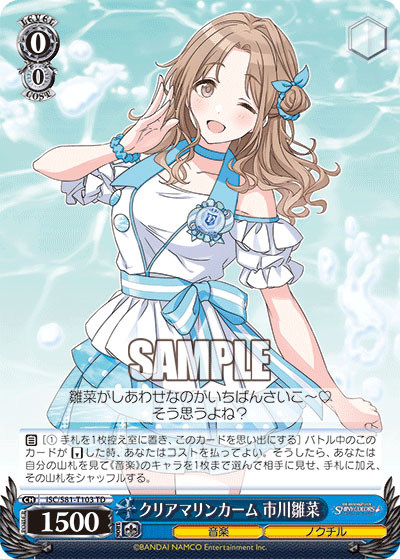 LEVEL
0
0
COST
SAMPLE
雛菜がしあわせなのがいちばんさいこ～♡
そう思うよね？
自 [① 手札を1枚控え室に置き、このカードを思い出にする] バトル中のこの
カードが【】した時、あなたはコストを払ってよい。そうしたら、あなたは
自分の山札を見て《音楽》のキャラを1枚まで選んで相手に見せ、手札に加え、
その山札をシャッフルする。
CH
ISC/S81-T105 TD
1500
クリアマリンカーム 市川雛菜
SHINY COLORS
音楽
ノクチル
©BANDAI NAMCO Entertainment Inc.